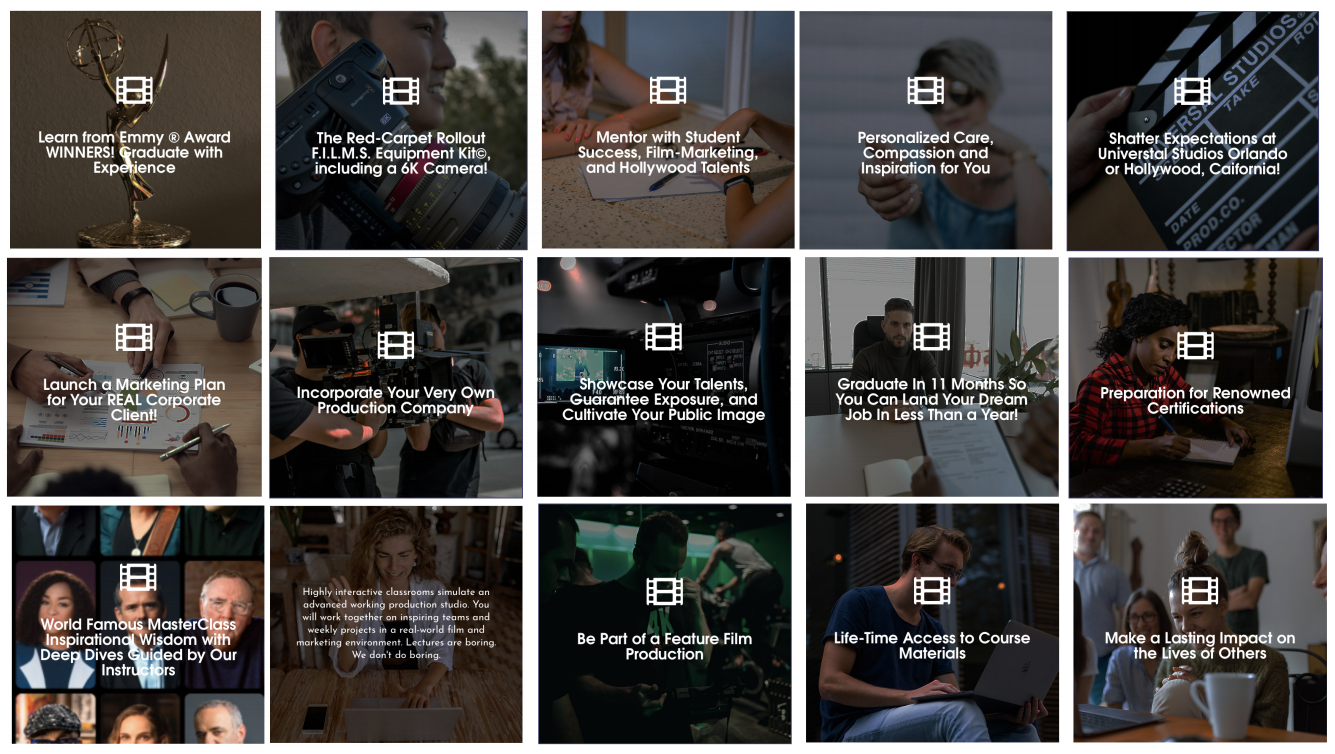 Learn from Emmy ® Award
WINNERS! Graduate with
Experience
The Red-Carpet Rollout
F.I.L.M.S. Equipment Kit©,
including a 6K Camera!
Mentor with Student
Success, Film-Marketing,
and Hollywood Talents
Personalized Care,
Compassion and
Inspiration for You
Shatter Expectations at
Universtal Studios Orlando
or Hollywood, Caifornia!
STUDIOS
TAKE
DATE
PROD.CO.
Launch a Marketing Plan
for Your REAL Corporate
Client!
Incorporate Your Very Own
Production Company
Showcase Your Talents,
Guarantee Exposure, and
Cultivate Your Public Image
Graduate In 11 Months So
You Can Land Your Dream
Job In Less Than a Year!
Preparation for Renowned
Certifications
World Famous MasterClass
Inspirational Wisdom with
Deep Dives Guided by Our
Instructors
Highly interactive classrooms simulate an
advanced working production studio. You
will work together on inspiring teams and
weekly projects in a real-world film and
marketing environment. Lectures are boring.
We don't do boring.
Be Part of a Feature Film
Production
Life-Time Access to Course
Materials
Make a Lasting Impact on
the Lives of Others